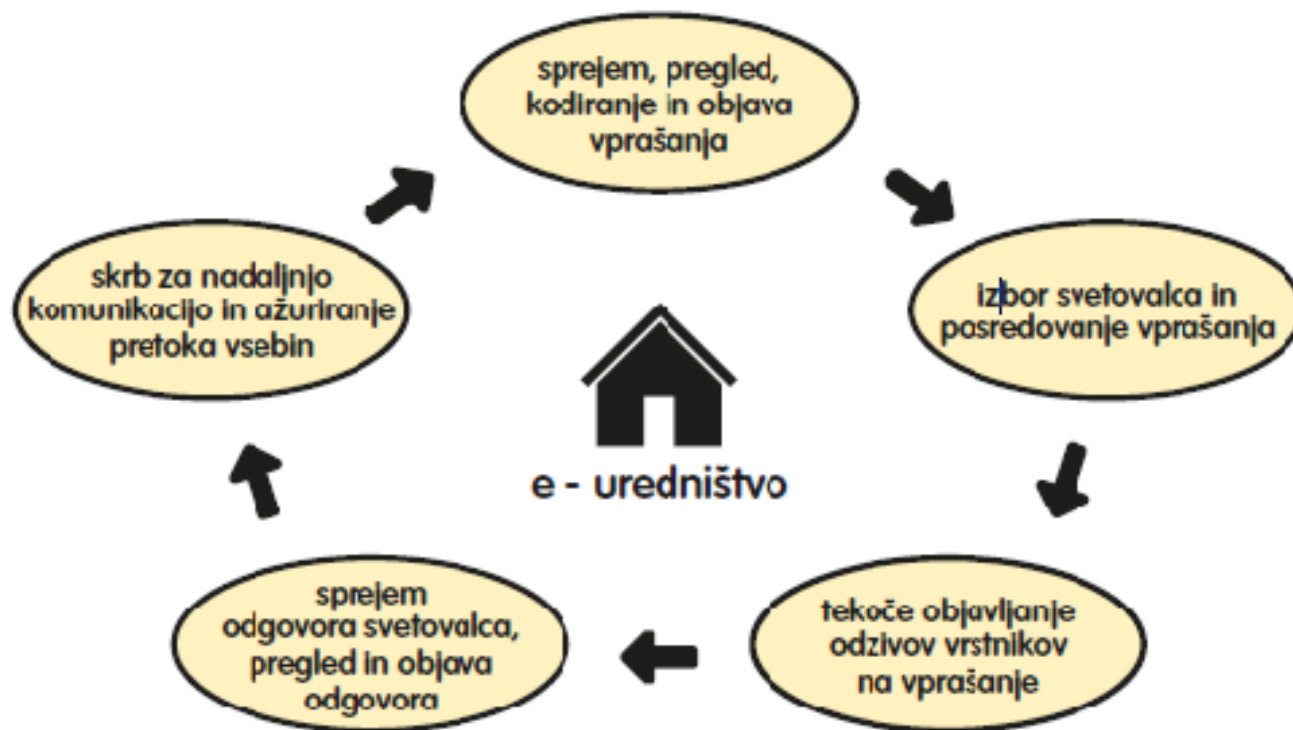 sprejem, pregled,
kodiranje in objava
vprašanja
izbor svetovalca in
posredovanje vprašanja
tekoče objavljanje
odzivov vrstnikov
na vprašanje
sprejem
odgovora svetovalca,
pregled in objava
odgovora
skrb za nadaljnjo
komunikacijo in ažuriranje
pretoka vsebin
e - uredništvo